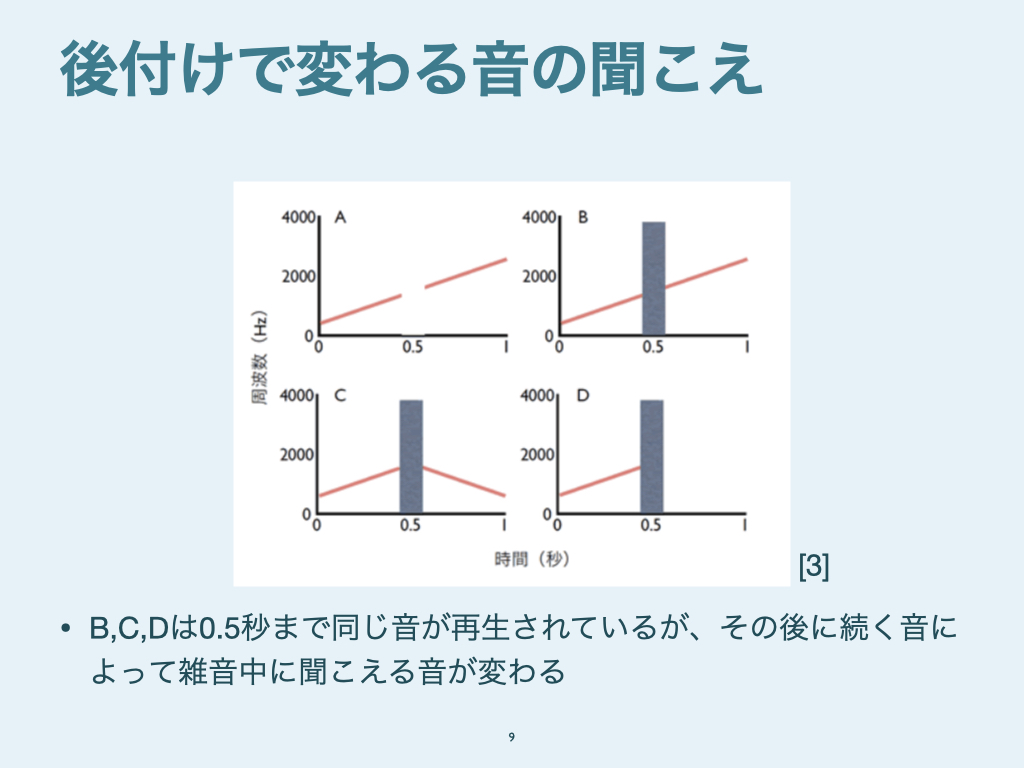 後付けで変わる音の聞こえ
4000 A
2000
0
0 0.5 1
4000 B
2000
0
0 0.5 1
周波数（Hz）
4000 C
2000
0
0 0.5 1
4000 D
2000
0
0 0.5 1
時間（秒）
[3]
• B,C,Dは0.5秒まで同じ音が再生されているが、その後に続く音に
よって雑音中に聞こえる音が変わる
9